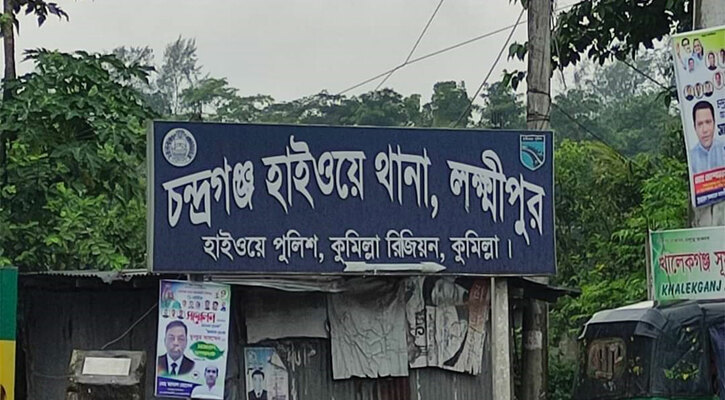 চন্দ্রগঞ্জ হাইওয়ে থানা, লক্ষ্মীপুর
হাইওয়ে পুলিশ, কুমিল্লা রিজিয়ন, কুমিল্লা।
খালেকগঞ্জ
KHALEKGANJ